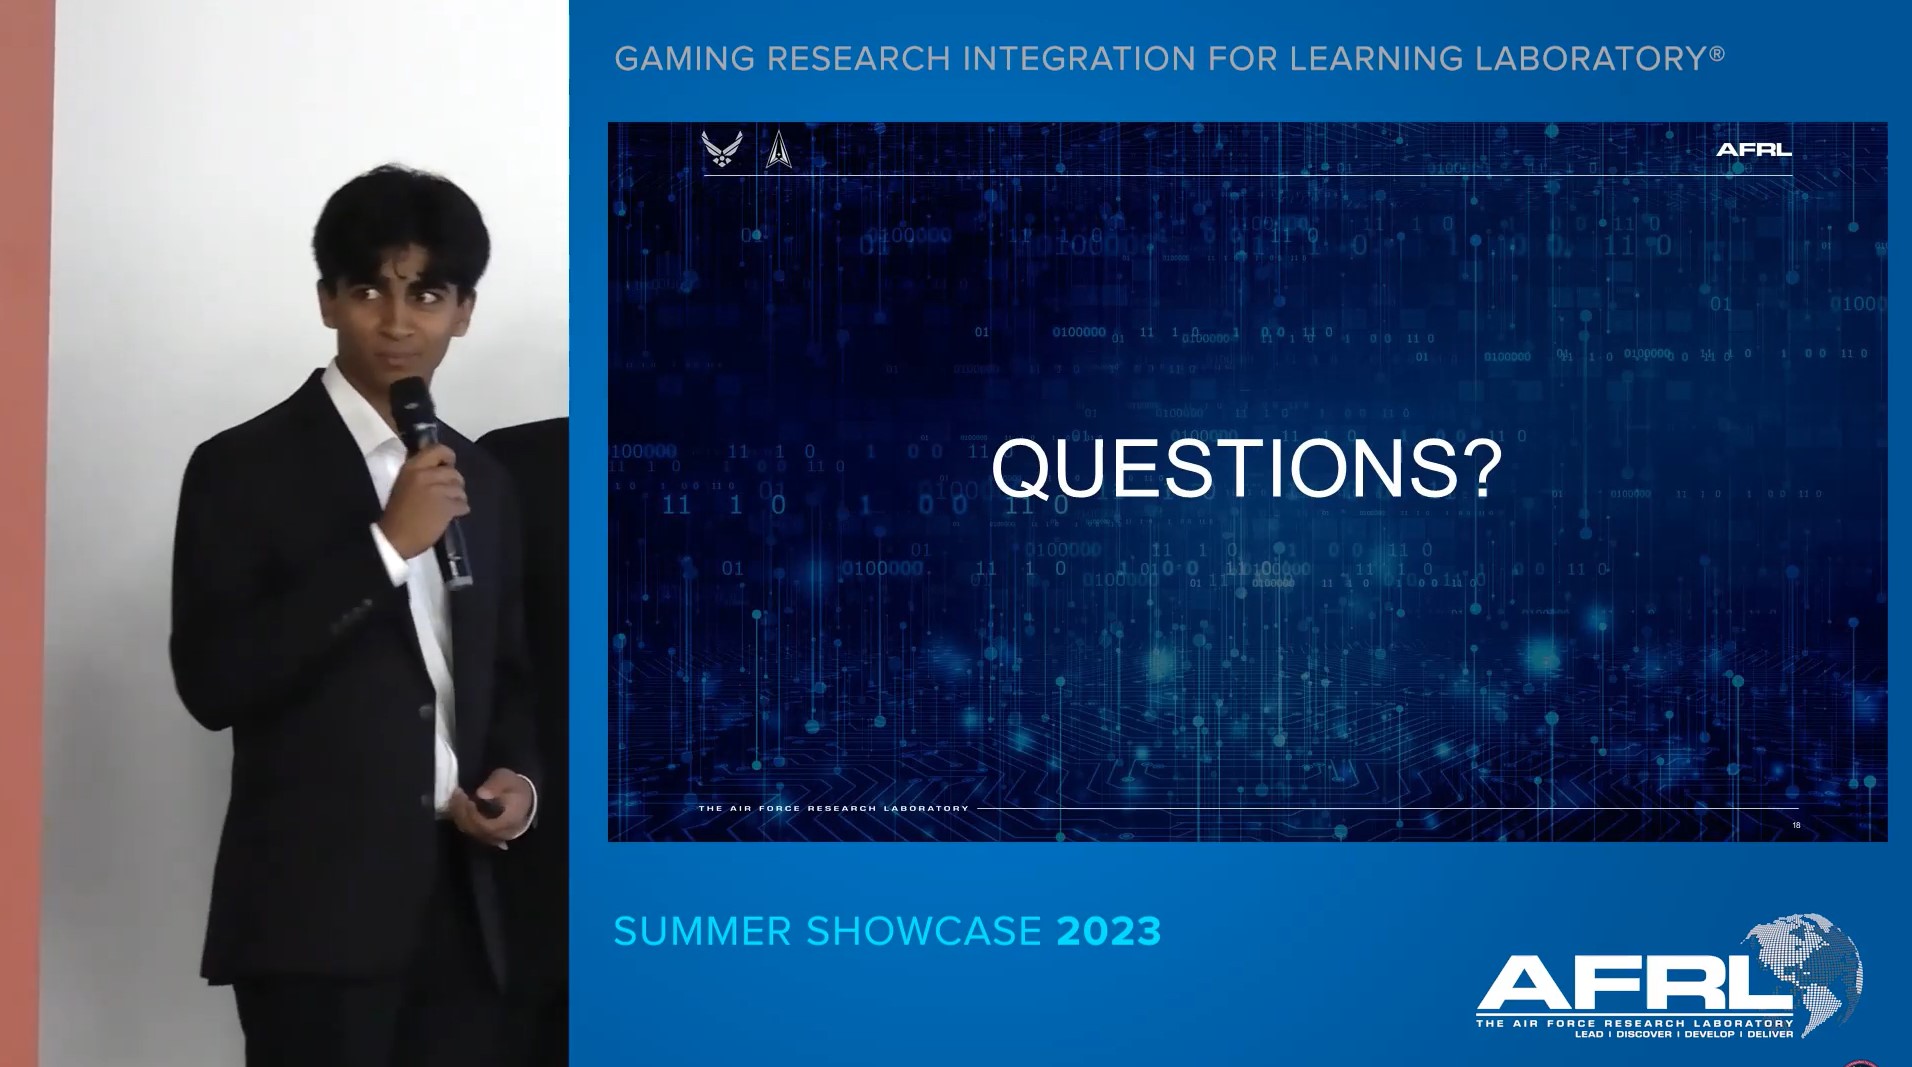 GAMING RESEARCH INTEGRATION FOR LEARNING LABORATORY®
AFRL
QUESTIONS?
THE AIR FORCE RESEARCH LABORATORY
18
SUMMER SHOWCASE 2023
AFRL
THE AIR FORCE RESEARCH LABORATORY
LEAD | DISCOVER | DEVELOP | DELIVER